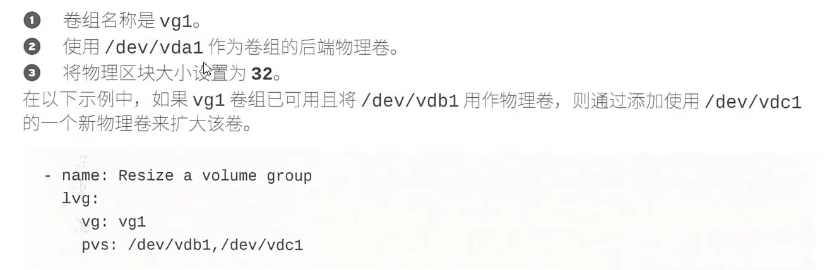 1 卷组名称是 vg1。
2 使用 /dev/vda1 作为卷组的后端物理卷。
3 将物理区块大小设置为 32。
在以下示例中，如果 vg1 卷组已可用且将 /dev/vdb1 用作物理卷，则通过添加使用 /dev/vdc1
的一个新物理卷来扩大该卷。
- name: Resize a volume group
  lvg:
    vg: vg1
    pvs: /dev/vdb1,/dev/vdc1